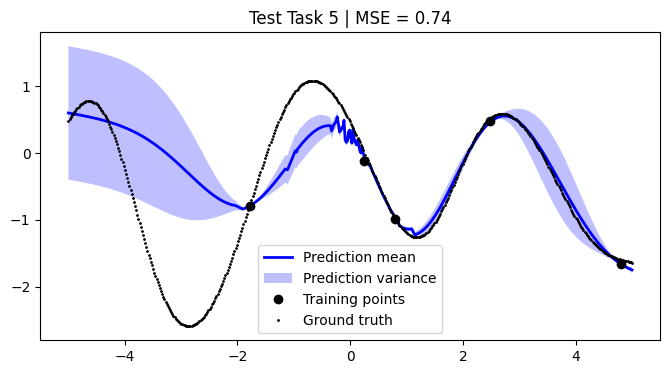 Test Task 5 | MSE = 0.74
1
0
−1
−2
Prediction mean
Prediction variance
Training points
Ground truth
−4
−2
0
2
4